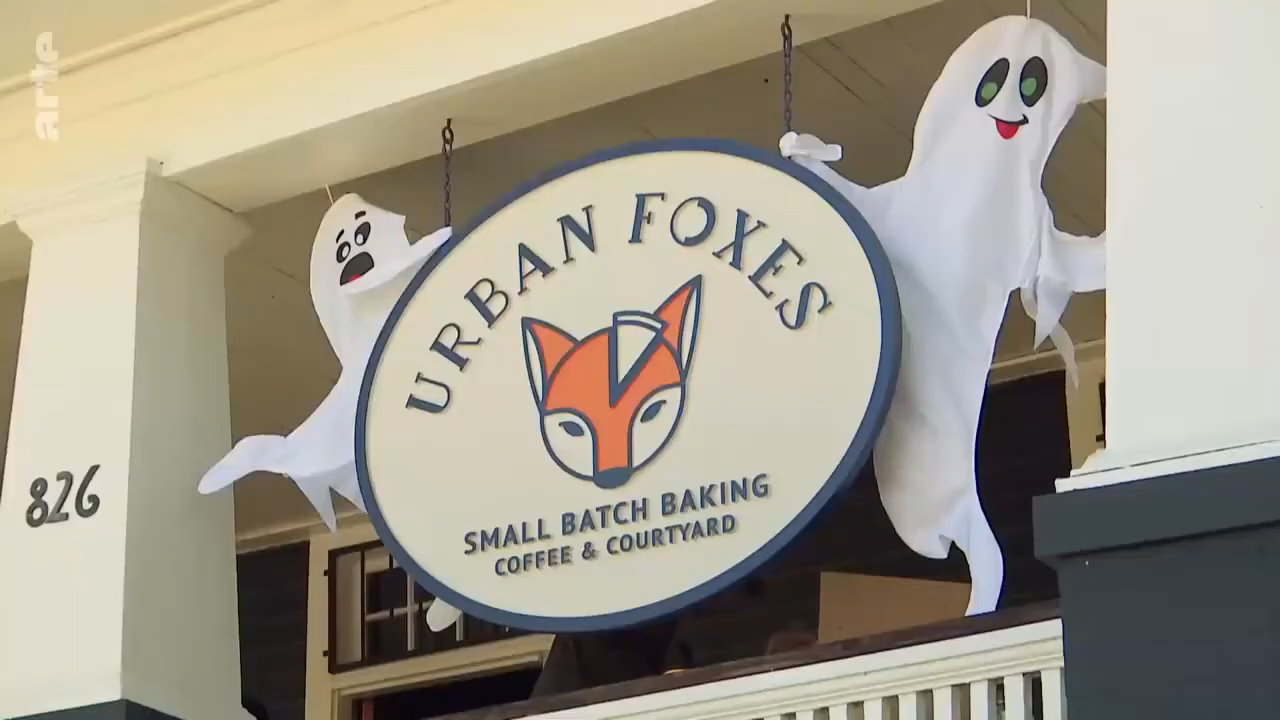 arte
URBAN FOXES
SMALL BATCH BAKING
COFFEE & COURTYARD
826